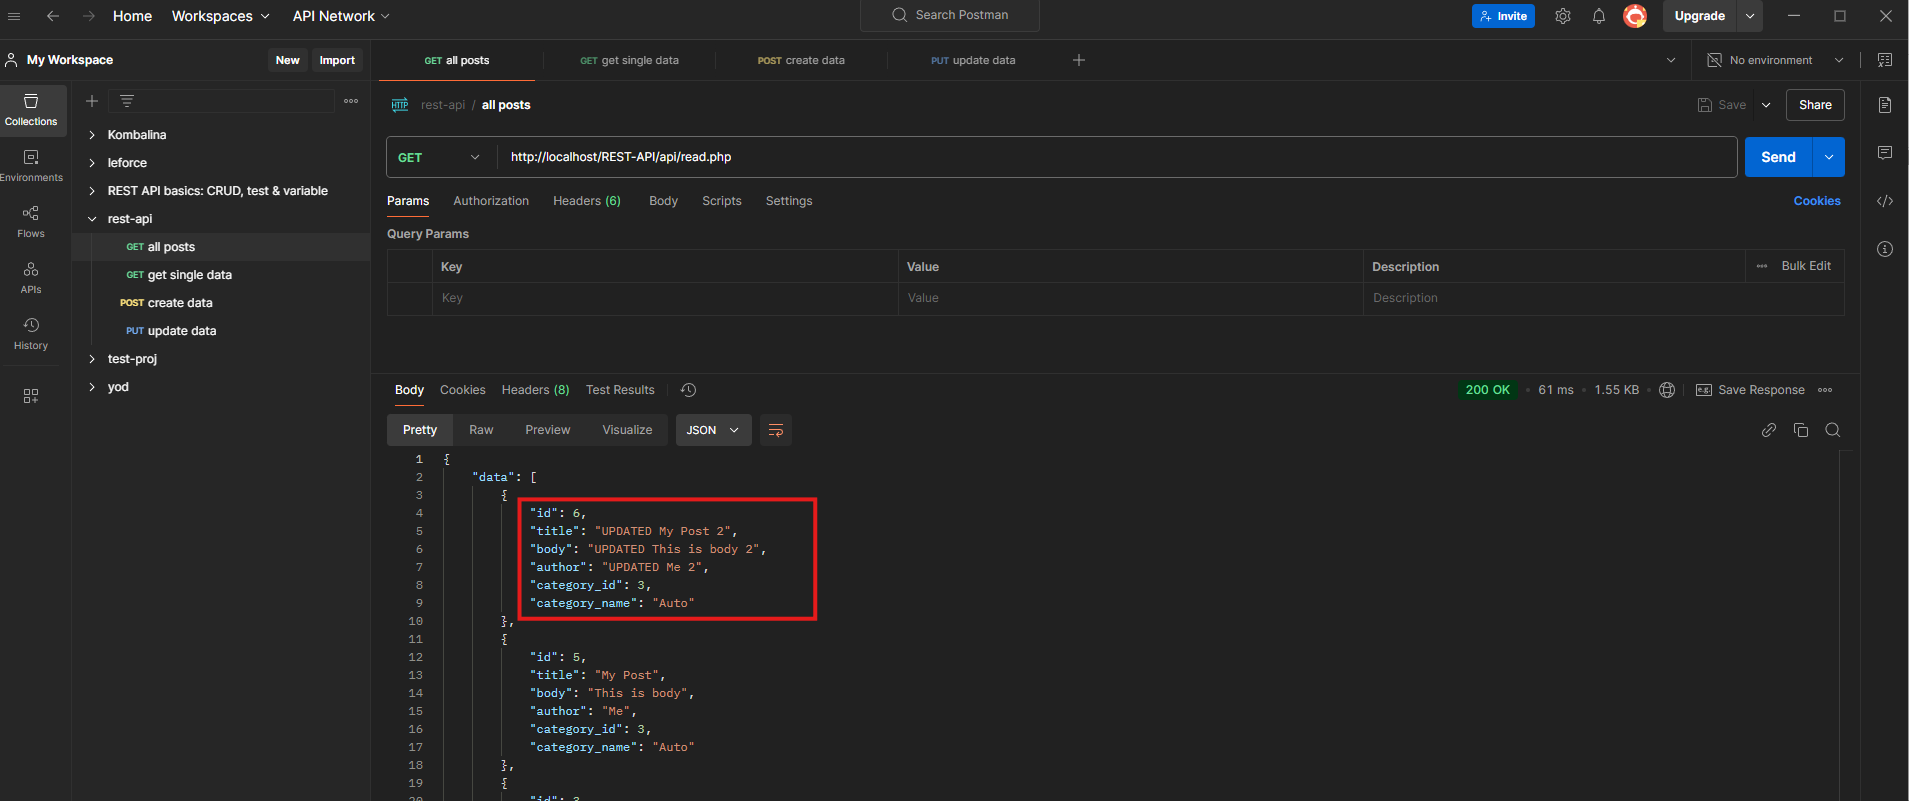 Home Workspaces API Network Search Postman Invite Upgrade
My Workspace New Import GET all posts GET get single data POST create data PUT update data No environment
Collections
Environments
Flows
APIs
History
Kombalina
leforce
REST API basics: CRUD, test & variable
rest-api
GET all posts
GET get single data
POST create data
PUT update data
test-proj
yod
HTTP rest-api / all posts Save Share
GET http://localhost/REST-API/api/read.php Send
Params Authorization Headers (6) Body Scripts Settings Cookies
Query Params
Key Value Description Bulk Edit
Key Value Description
Body Cookies Headers (8) Test Results 200 OK 61 ms 1.55 KB e.g. Save Response
Pretty Raw Preview Visualize JSON
1 {
2 "data": [
3 {
4 "id": 6,
5 "title": "UPDATED My Post 2",
6 "body": "UPDATED This is body 2",
7 "author": "UPDATED Me 2",
8 "category_id": 3,
9 "category_name": "Auto"
10 },
11 {
12 "id": 5,
13 "title": "My Post",
14 "body": "This is body",
15 "author": "Me",
16 "category_id": 3,
17 "category_name": "Auto"
18 },
19 {
20 "id": 3